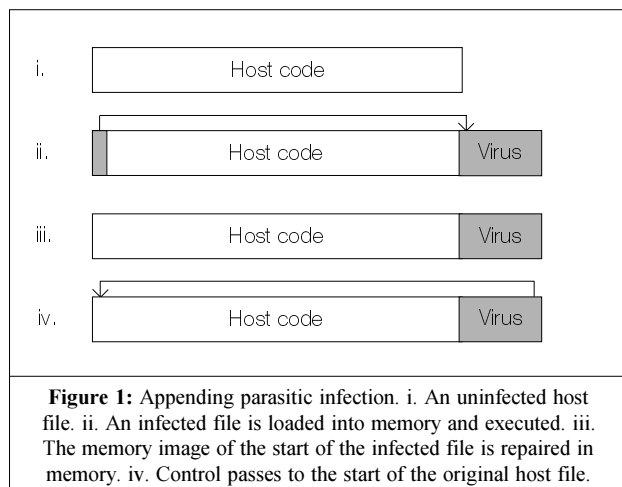 i.
Host code
ii.
Host code
Virus
iii.
Host code
Virus
iv.
Host code
Virus
Figure 1: Appending parasitic infection. i. An uninfected host
file. ii. An infected file is loaded into memory and executed. iii.
The memory image of the start of the infected file is repaired in
memory. iv. Control passes to the start of the original host file.